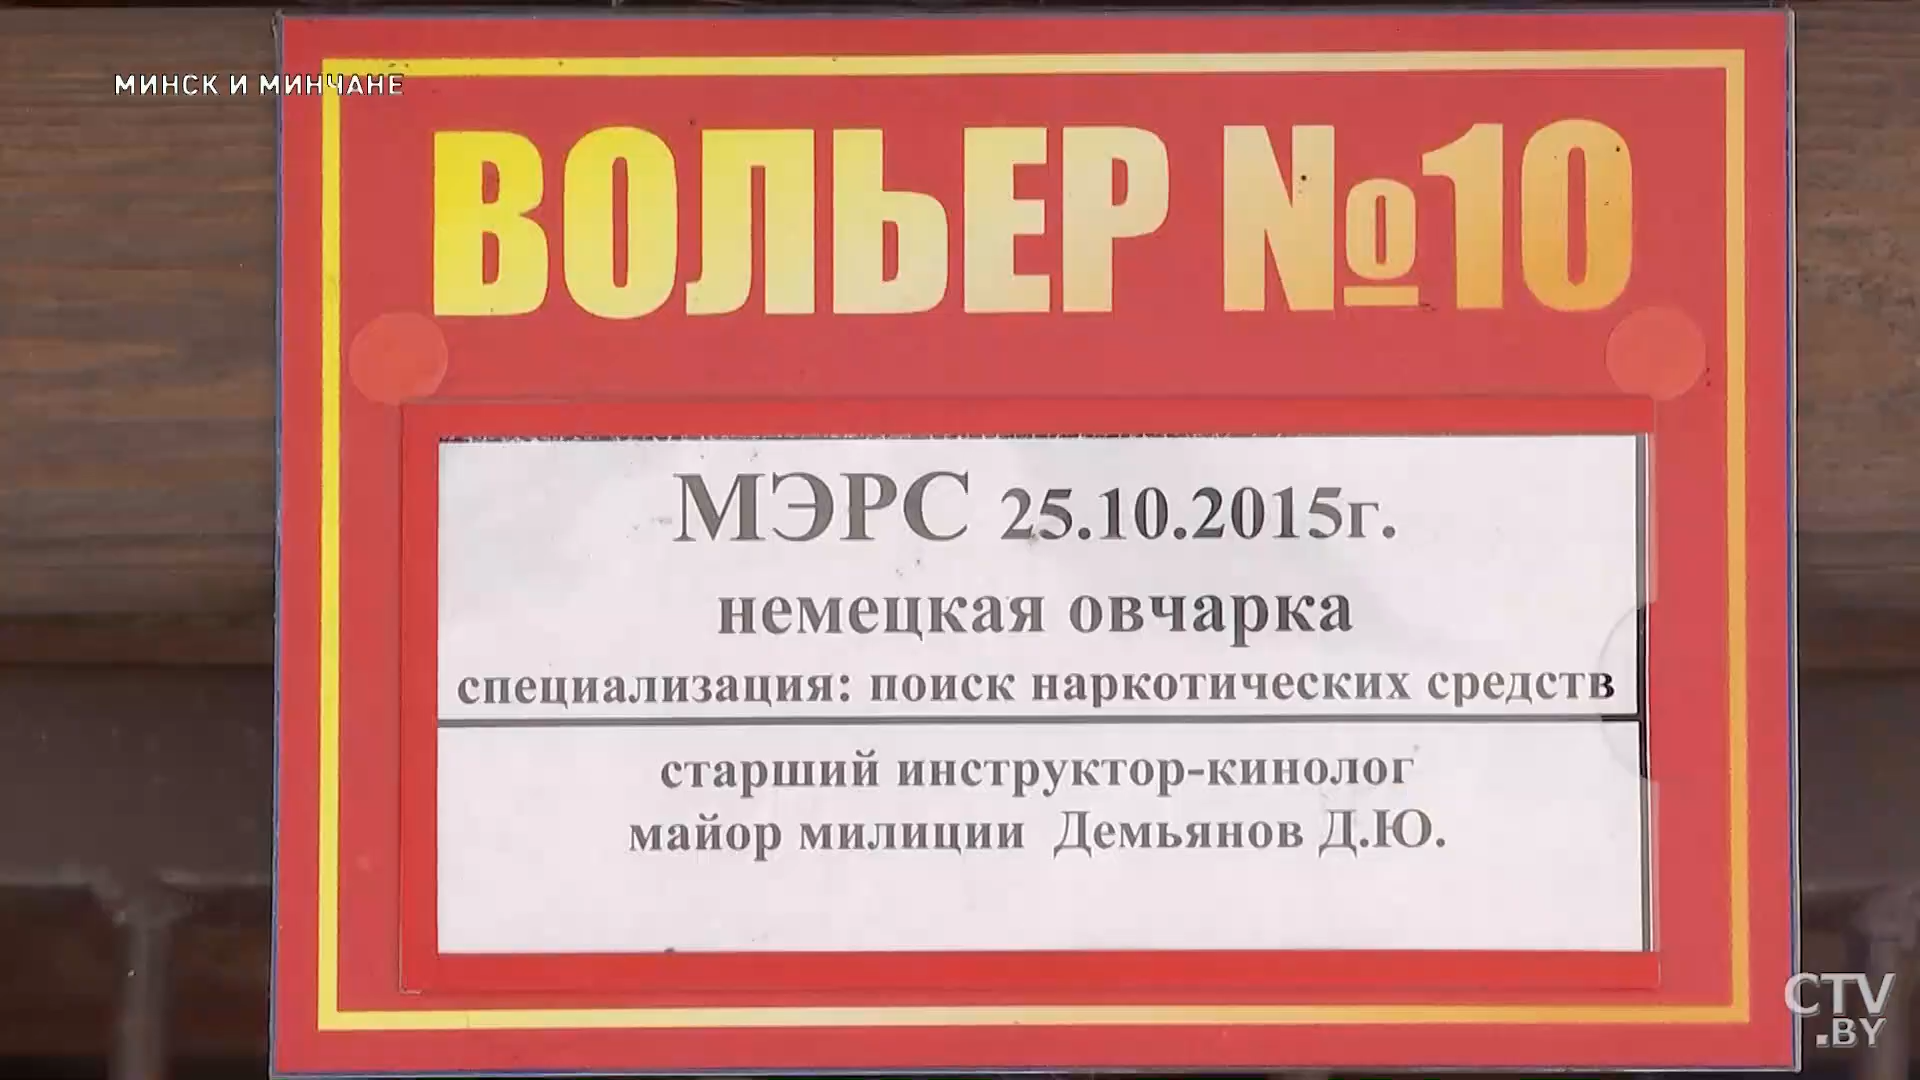 МИНСК И МИНЧАНЕ
ВОЛЬЕР №10
МЭРС 25.10.2015г.
немецкая овчарка
специализация: поиск наркотических средств
старший инструктор-кинолог
майор милиции Демьянов Д.Ю.
CTV
.BY